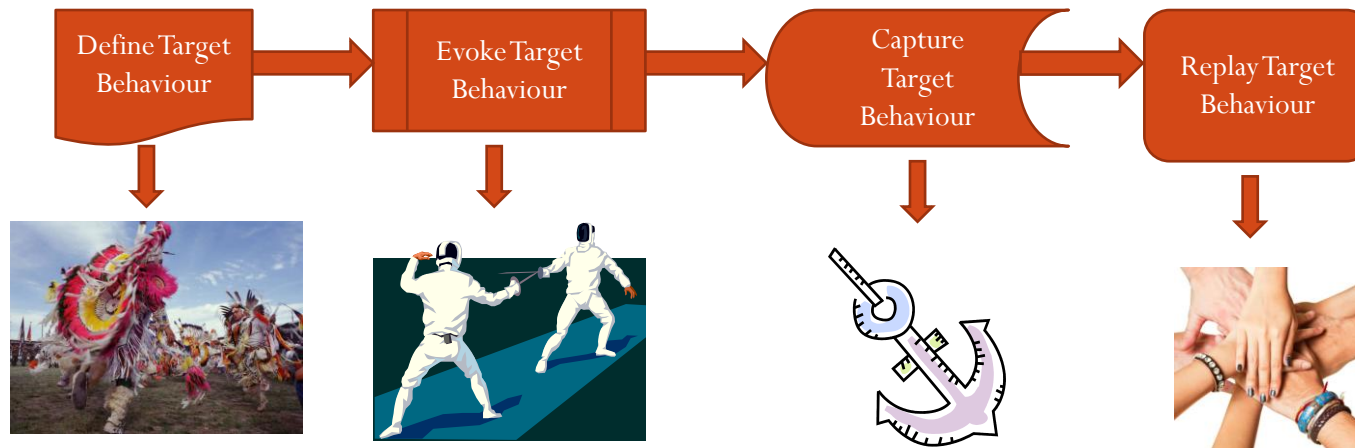 Define Target
Behaviour
Evoke Target
Behaviour
Capture
Target
Behaviour
Replay Target
Behaviour